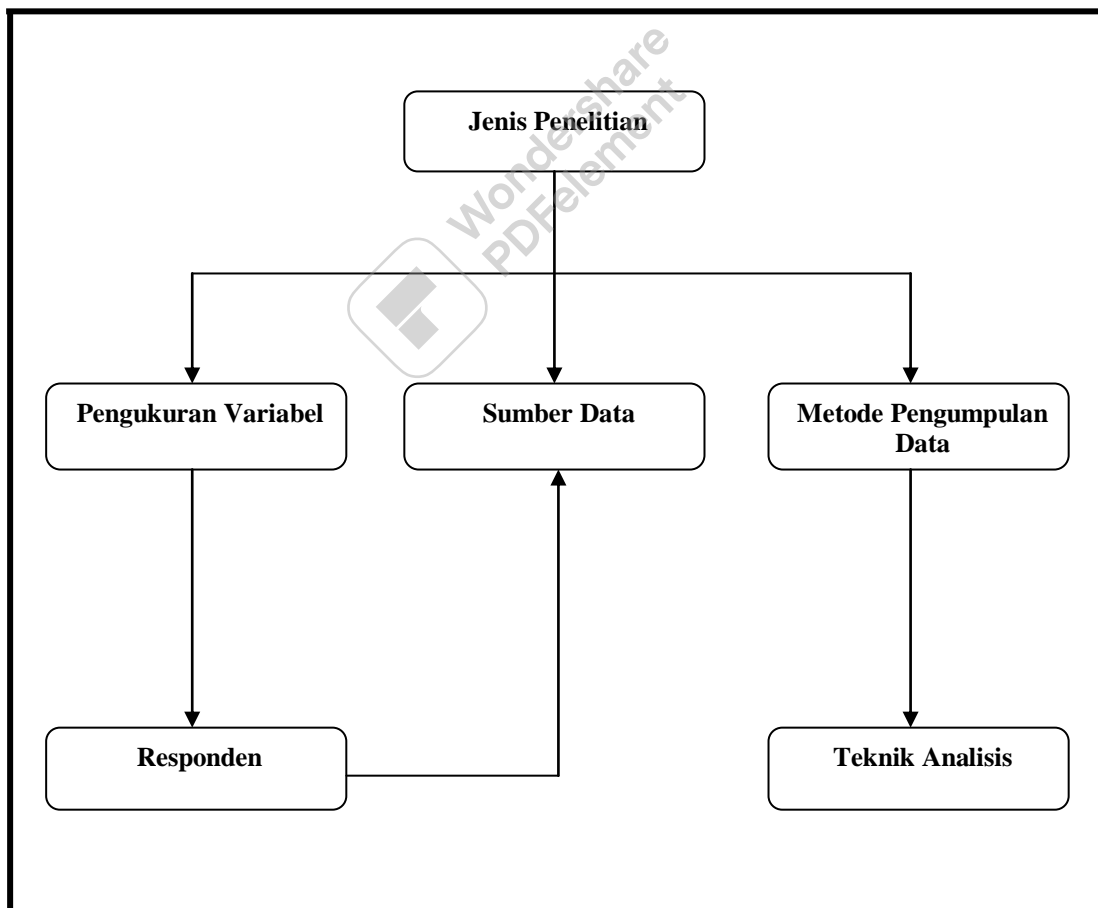 Jenis Penelitian
Wondershare
PDFelement
Pengukuran Variabel
Sumber Data
Metode Pengumpulan
Data
Responden
Teknik Analisis